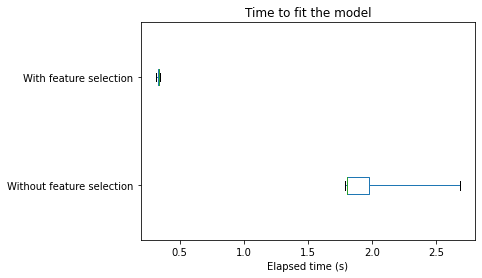 Time to fit the model
With feature selection
Without feature selection
0.5 1.0 1.5 2.0 2.5
Elapsed time (s)